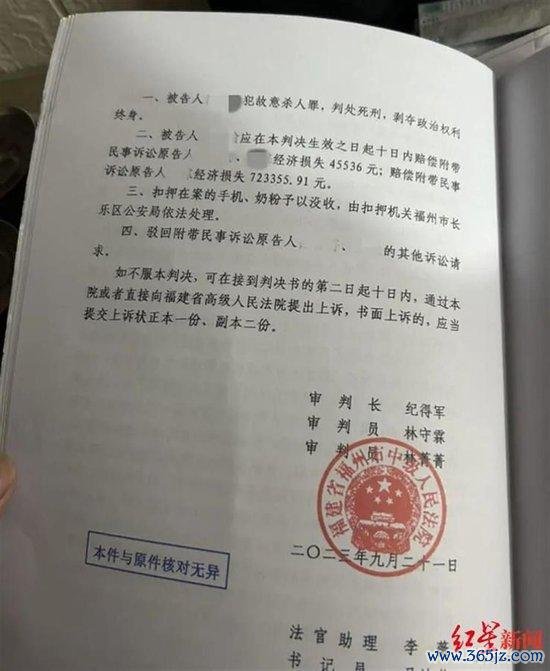 一、被告人 犯故意杀人罪，判处死刑，剥夺政治权利
终身。
二、被告人 应在本判决生效之日起十日内赔偿附带
民事诉讼原告人 经济损失 45536 元；赔偿附带民事
诉讼原告人 经济损失 723355.91 元。
三、扣押在案的手机、奶粉予以没收，由扣押机关福州市长
乐区公安局依法处理。
四、驳回附带民事诉讼原告人 、 的其他诉讼请
求。
如不服本判决，可在接到判决书的第二日起十日内，通过本
院或者直接向福建省高级人民法院提出上诉，书面上诉的，应当
提交上诉状正本一份、副本二份。
审 判 长 纪得军
审 判 员 林守霖
审 判 员 林菁菁
福建省福州市中级人民法院
二〇二三年九月二十一日
本件与原件核对无异
法官助理 李
书 记 员
红星新闻
www.365jz.com